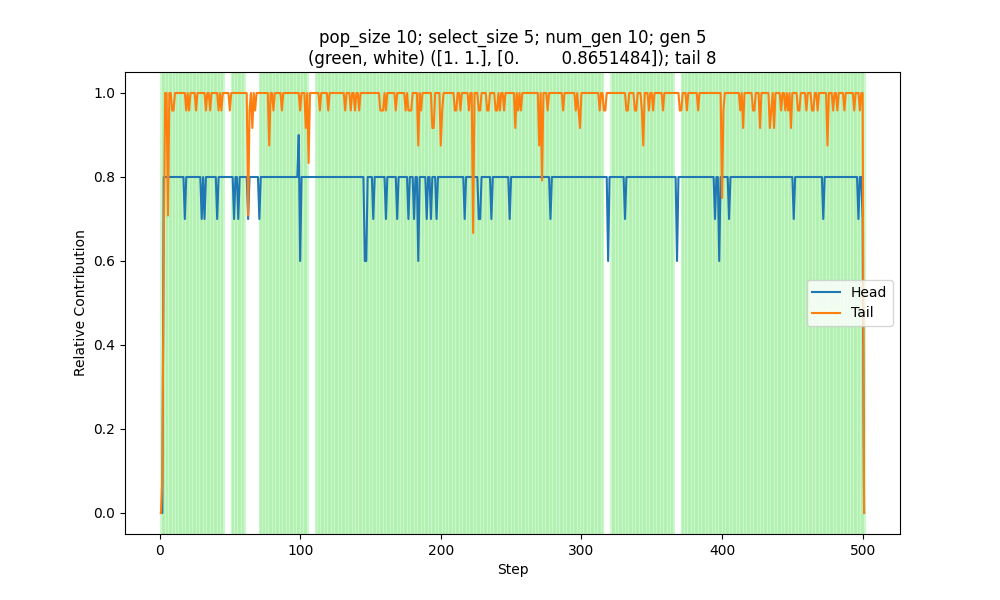 pop_size 10; select_size 5; num_gen 10; gen 5
(green, white) ([1. 1.], [0.        0.8651484]); tail 8
1.0
0.8
0.6
0.4
0.2
0.0
Relative Contribution
Head
Tail
0
100
200
300
400
500
Step